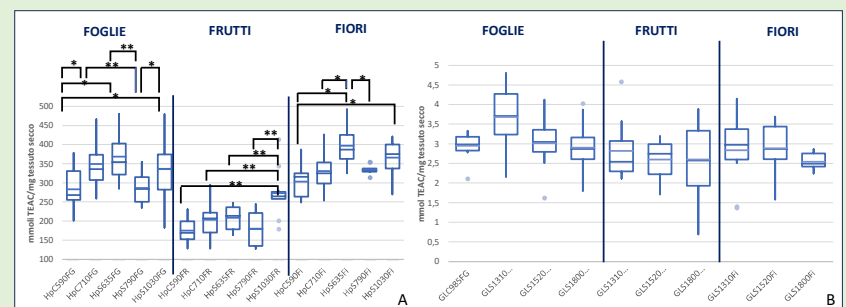 FOGLIE
FRUTTI
FIORI
mmoli TEAC/mg tessuto secco
500
450
400
350
300
250
200
150
100
*
*
**
**
*
*
**
**
**
**
*
*
*
*
HpC590FG
HpC710FG
HpS635FG
HpS790FG
HpS1030FG
HpC590FR
HpC710FR
HpS635FR
HpS790FR
HpS1030FR
HpC590Fi
HpC710Fi
HpS635Fi
HpS790Fi
HpS1030Fi
A
FOGLIE
FRUTTI
FIORI
mmol TEAC/mg tessuto secco
5
4,5
4
3,5
3
2,5
2
1,5
1
0,5
0
GLC985FG
GLS1310...
GLS1520...
GLS1800...
GLS1310...
GLS1520...
GLS1800...
GLS1310Fi
GLS1520Fi
GLS1800Fi
B